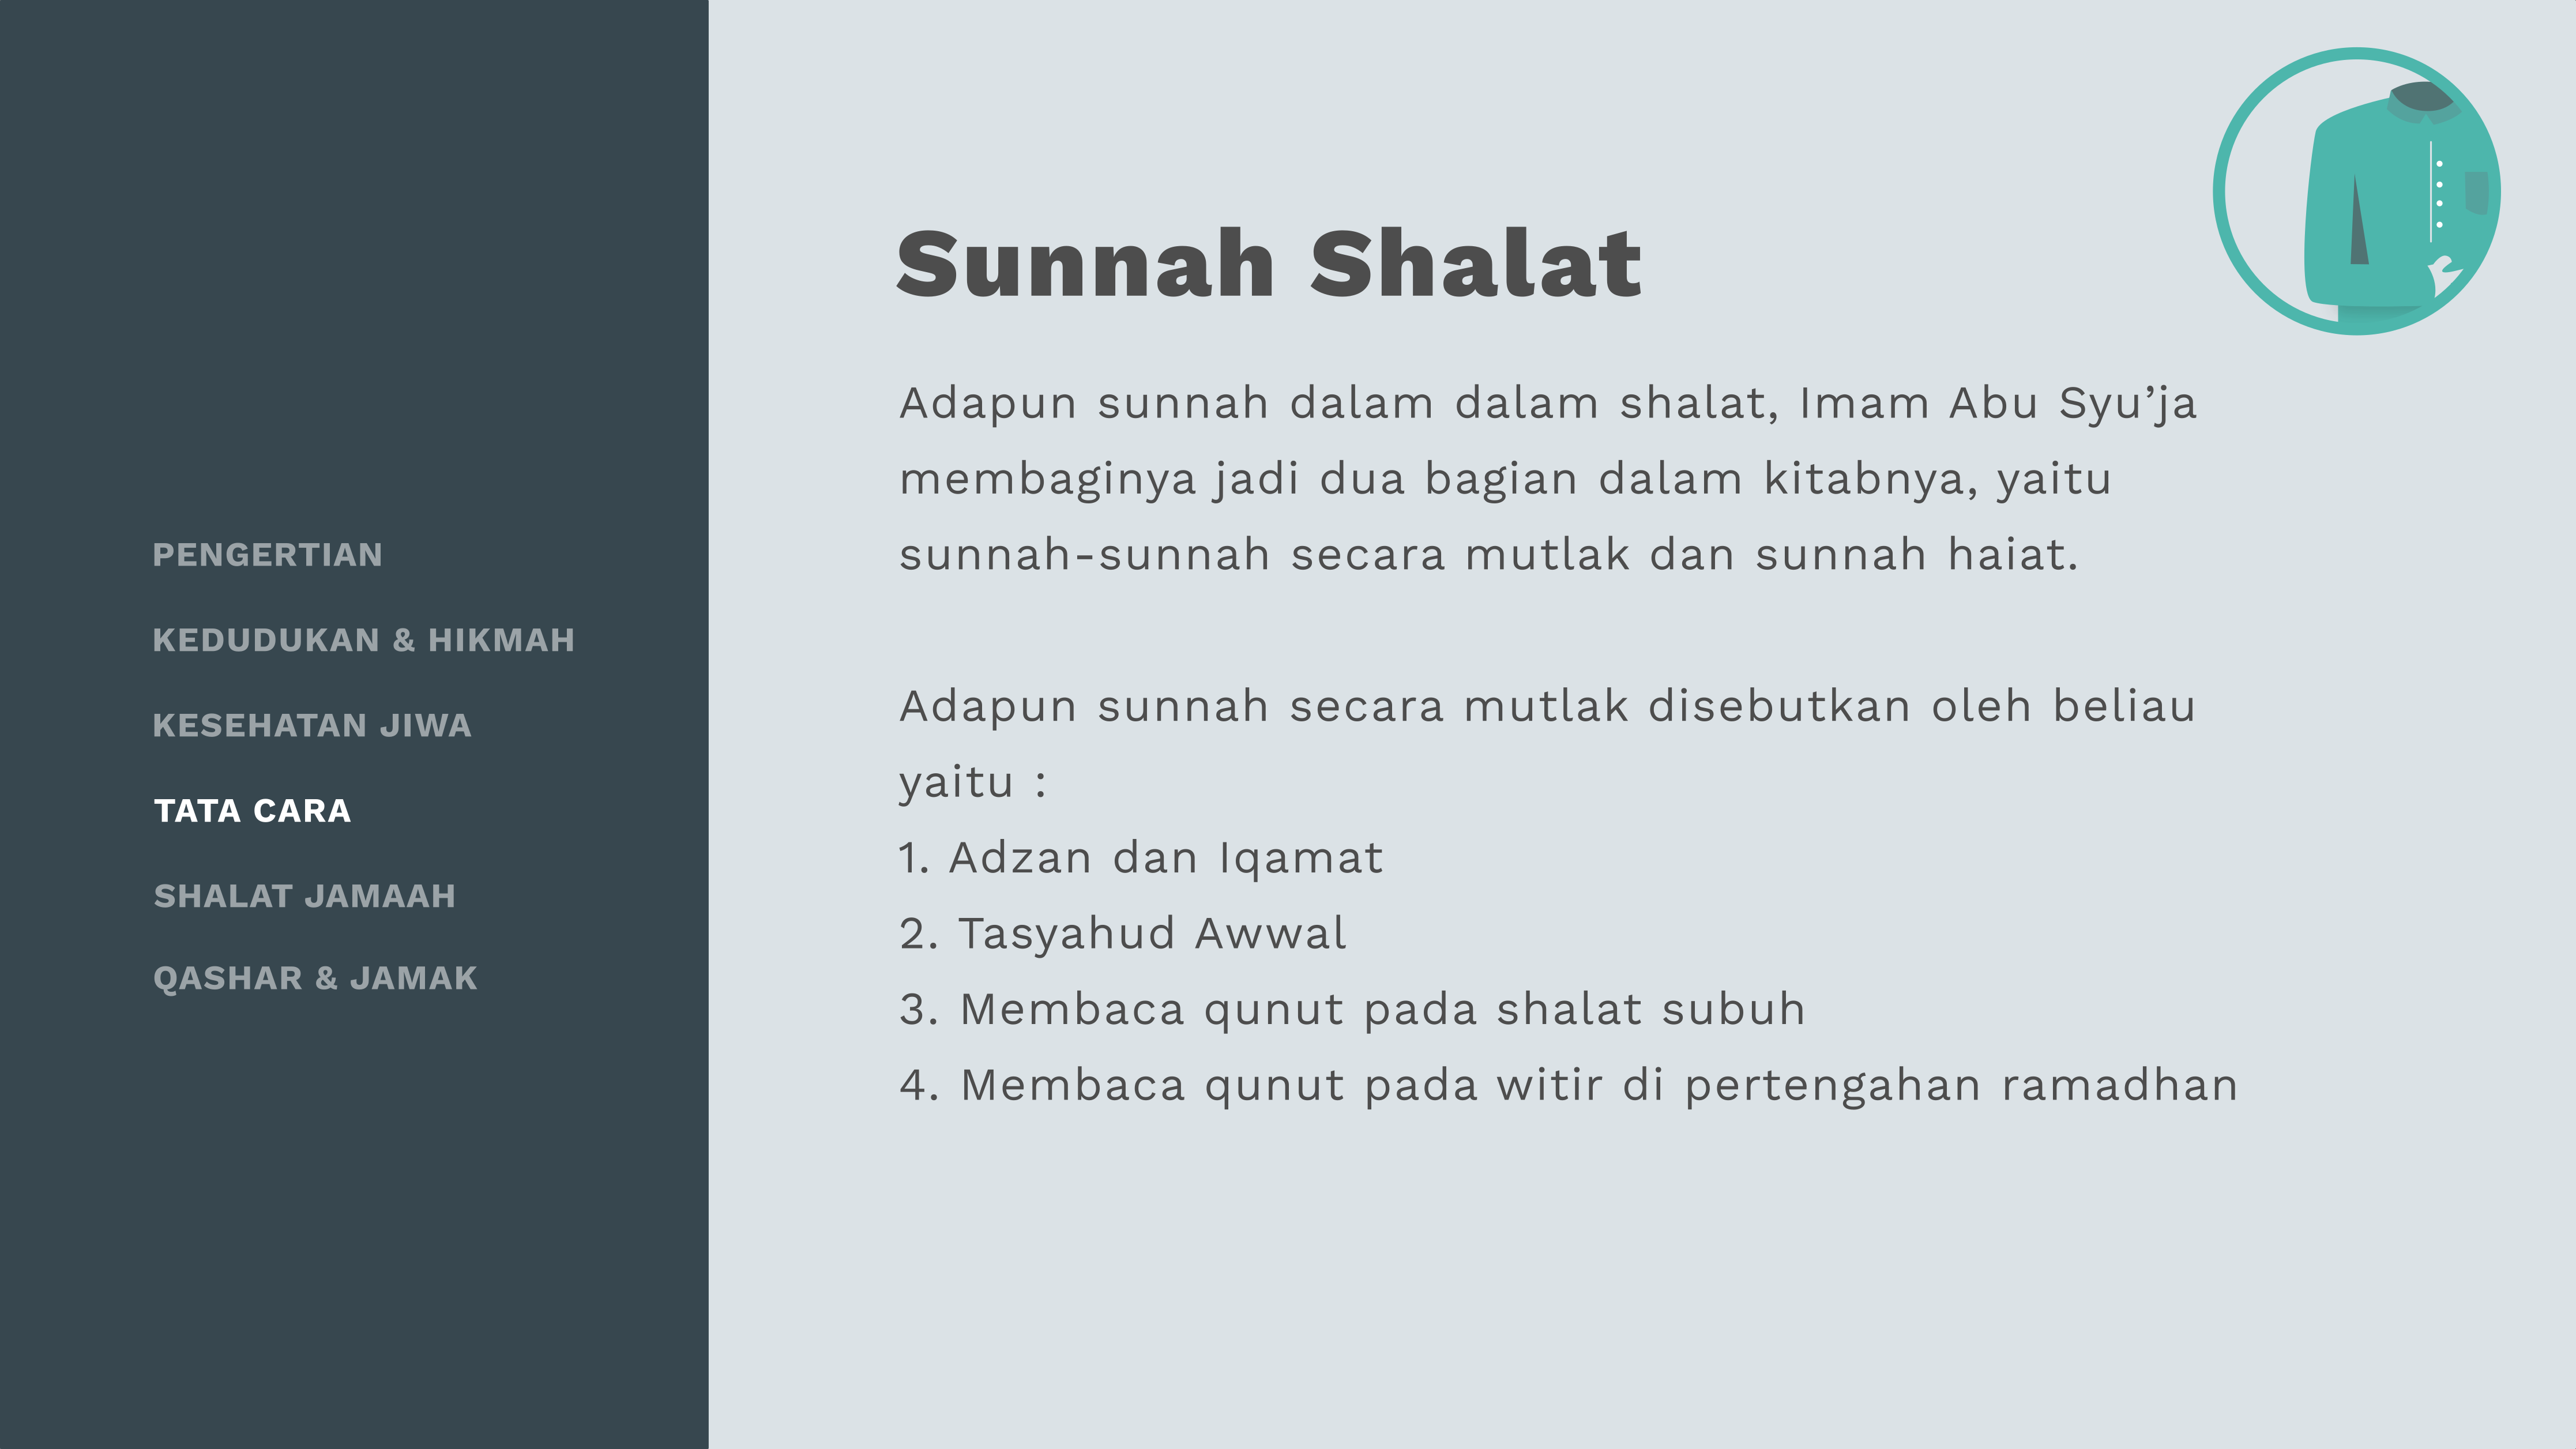 PENGERTIAN
KEDUDUKAN & HIKMAH
KESEHATAN JIWA
TATA CARA
SHALAT JAMAAH
QASHAR & JAMAK
Sunnah Shalat
Adapun sunnah dalam dalam shalat, Imam Abu Syu’ja
membaginya jadi dua bagian dalam kitabnya, yaitu
sunnah-sunnah secara mutlak dan sunnah haiat.
Adapun sunnah secara mutlak disebutkan oleh beliau
yaitu :
1. Adzan dan Iqamat
2. Tasyahud Awwal
3. Membaca qunut pada shalat subuh
4. Membaca qunut pada witir di pertengahan ramadhan